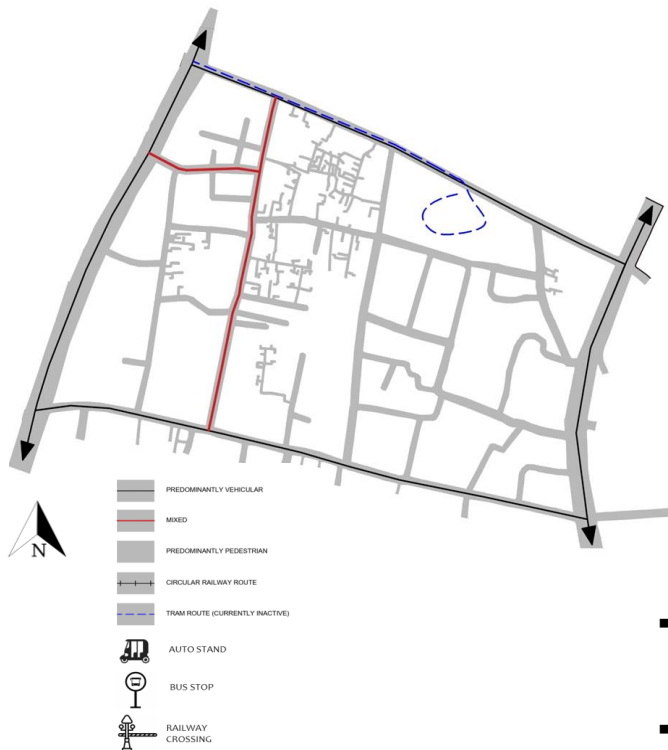 PREDOMINANTLY VEHICULAR
MIXED
N
PREDOMINANTLY PEDESTRIAN
CIRCULAR RAILWAY ROUTE
TRAM ROUTE (CURRENTLY INACTIVE)
AUTO STAND
BUS STOP
RAILWAY
CROSSING